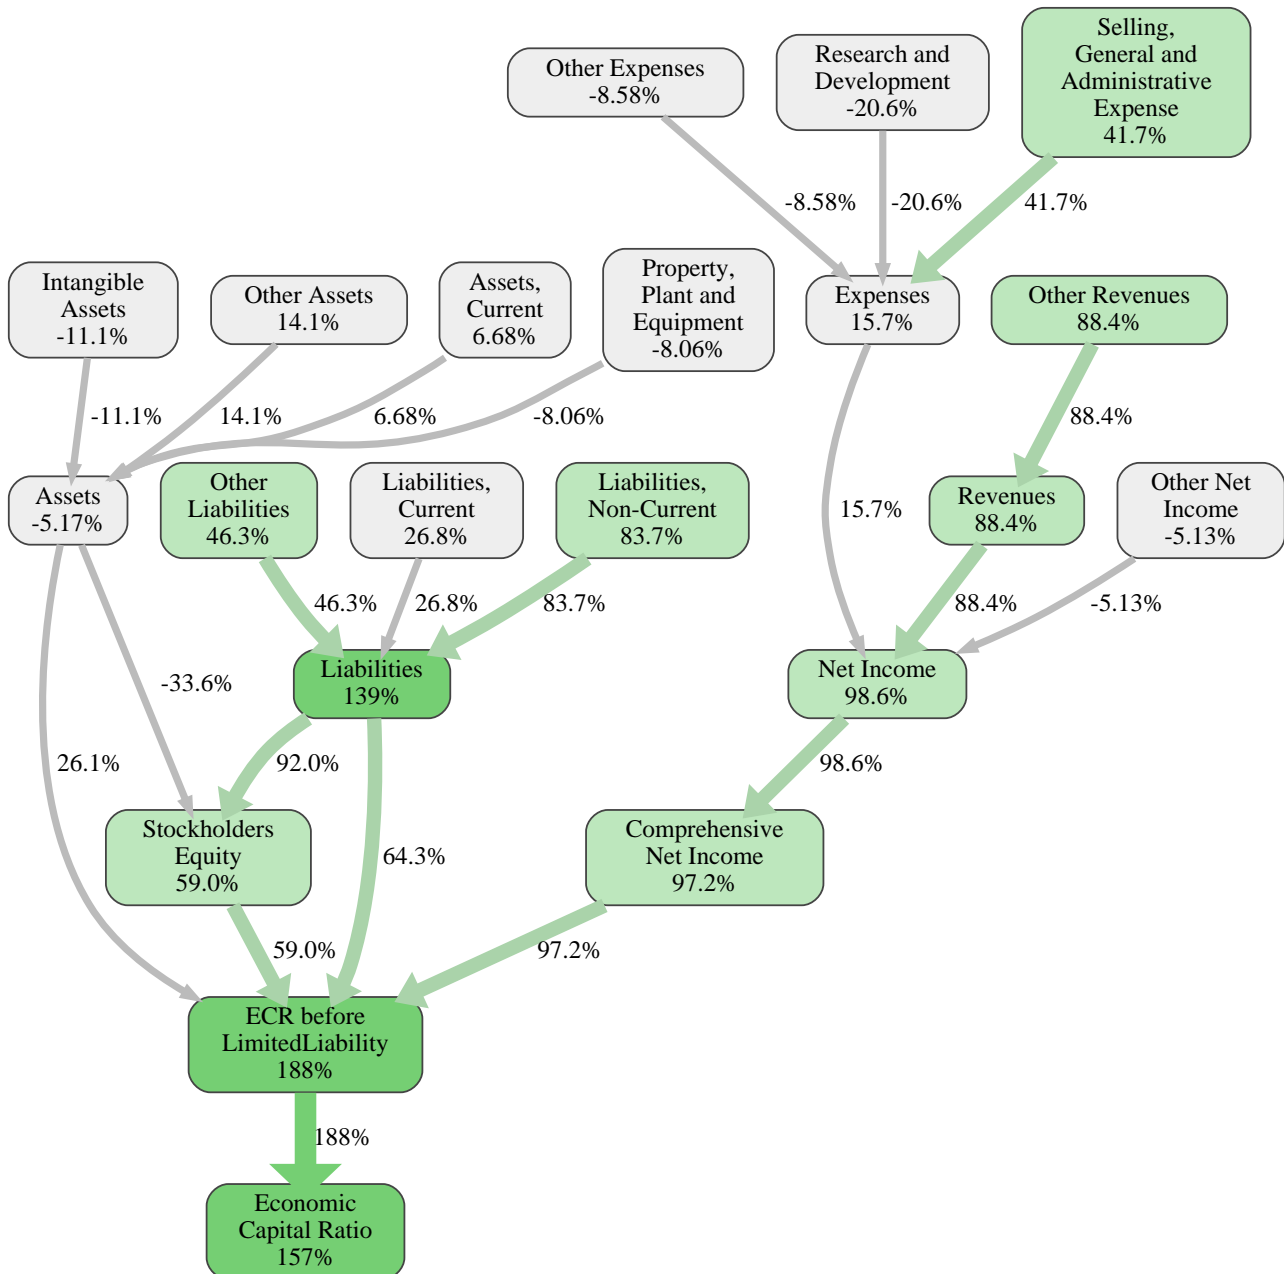 Other Expenses
-8.58%
Research and
Development
-20.6%
Selling,
General and
Administrative
Expense
41.7%
-8.58%
-20.6%
41.7%
Intangible
Assets
-11.1%
Other Assets
14.1%
Assets,
Current
6.68%
Property,
Plant and
Equipment
-8.06%
Expenses
15.7%
Other Revenues
88.4%
-11.1%
14.1%
6.68%
-8.06%
88.4%
Assets
-5.17%
Other
Liabilities
46.3%
Liabilities,
Current
26.8%
Liabilities,
Non-Current
83.7%
15.7%
Revenues
88.4%
Other Net
Income
-5.13%
46.3%
26.8%
83.7%
88.4%
-5.13%
-33.6%
Liabilities
139%
Net Income
98.6%
26.1%
92.0%
98.6%
Stockholders
Equity
59.0%
64.3%
Comprehensive
Net Income
97.2%
59.0%
97.2%
ECR before
LimitedLiability
188%
188%
Economic
Capital Ratio
157%